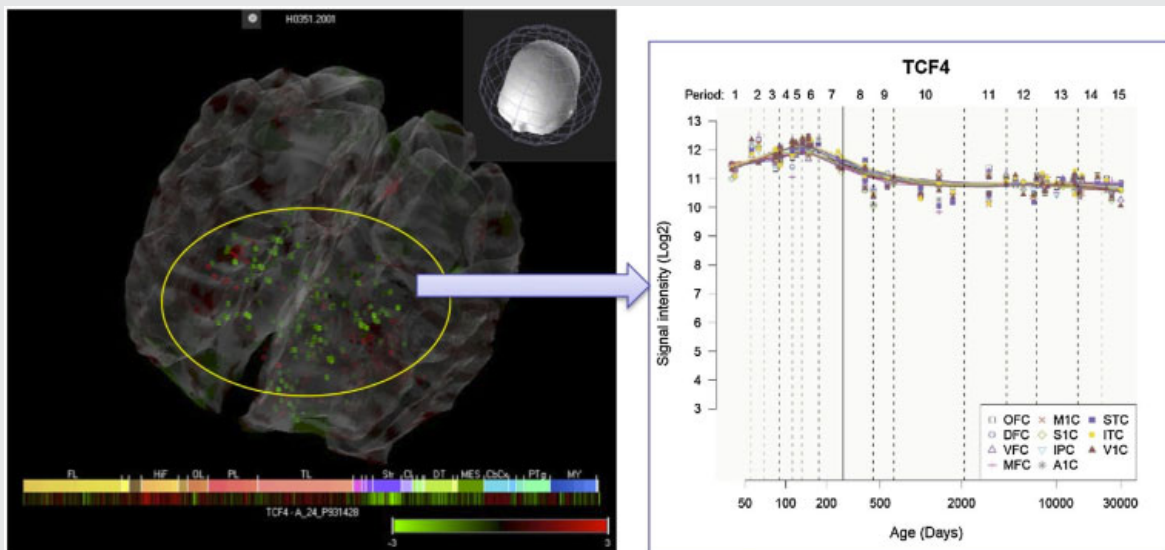 H0351.2001
FL HiF OL PL TL Str CL DT MES CbCx PTg MY
TCF4 - A_24_P931428
-3 3
TCF4
Period: 1 2 3 4 5 6 7 8 9 10 11 12 13 14 15
Signal intensity (Log2)
13
12
11
10
9
8
7
6
5
4
3
OFC M1C STC
DFC S1C ITC
VFC IPC V1C
MFC A1C
50 100 200 500 2000 10000 30000
Age (Days)